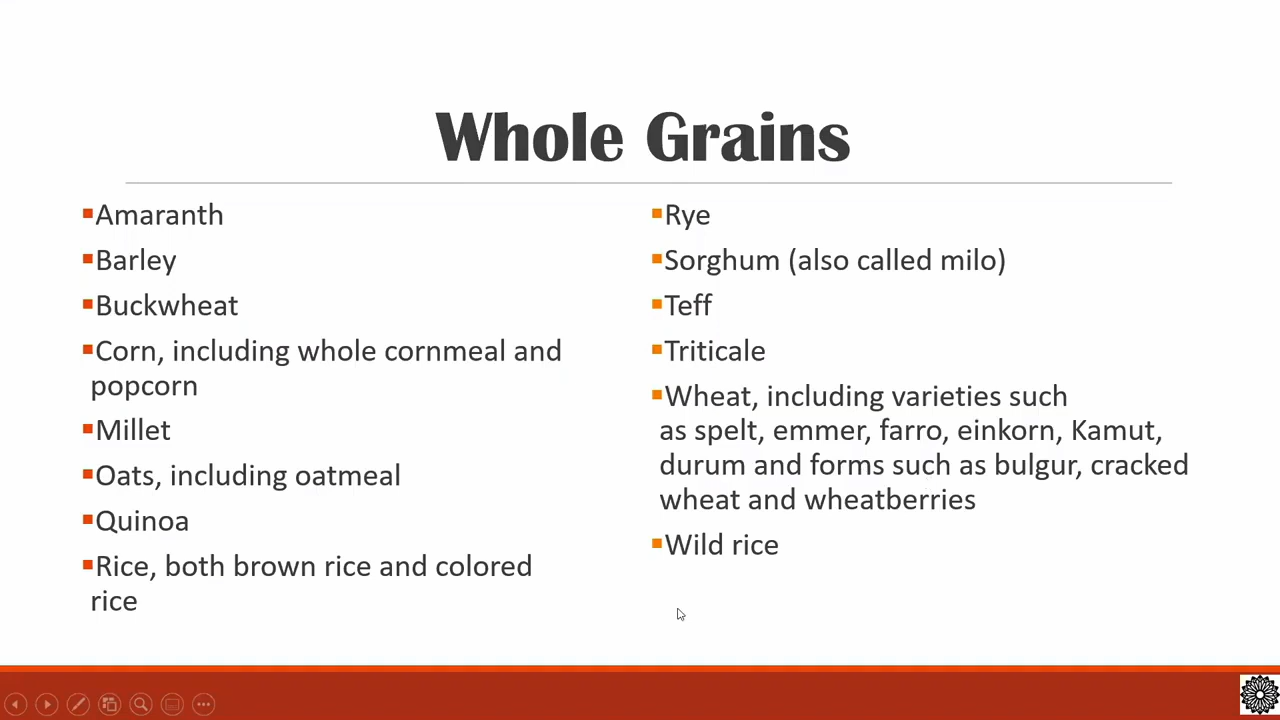 Whole Grains
Amaranth
Barley
Buckwheat
Corn, including whole cornmeal and
popcorn
Millet
Oats, including oatmeal
Quinoa
Rice, both brown rice and colored
rice
Rye
Sorghum (also called milo)
Teff
Triticale
Wheat, including varieties such
as spelt, emmer, farro, einkorn, Kamut,
durum and forms such as bulgur, cracked
wheat and wheatberries
Wild rice